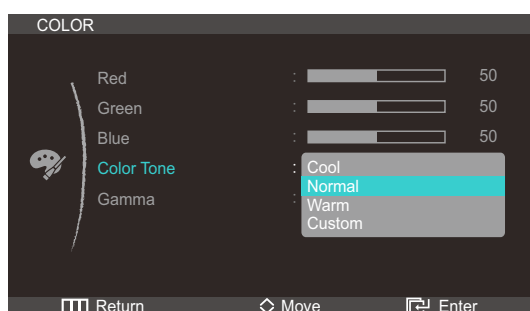 COLOR
Red : 50
Green : 50
Blue : 50
Color Tone : Cool
Normal
Gamma : Warm
Custom
Return Move Enter